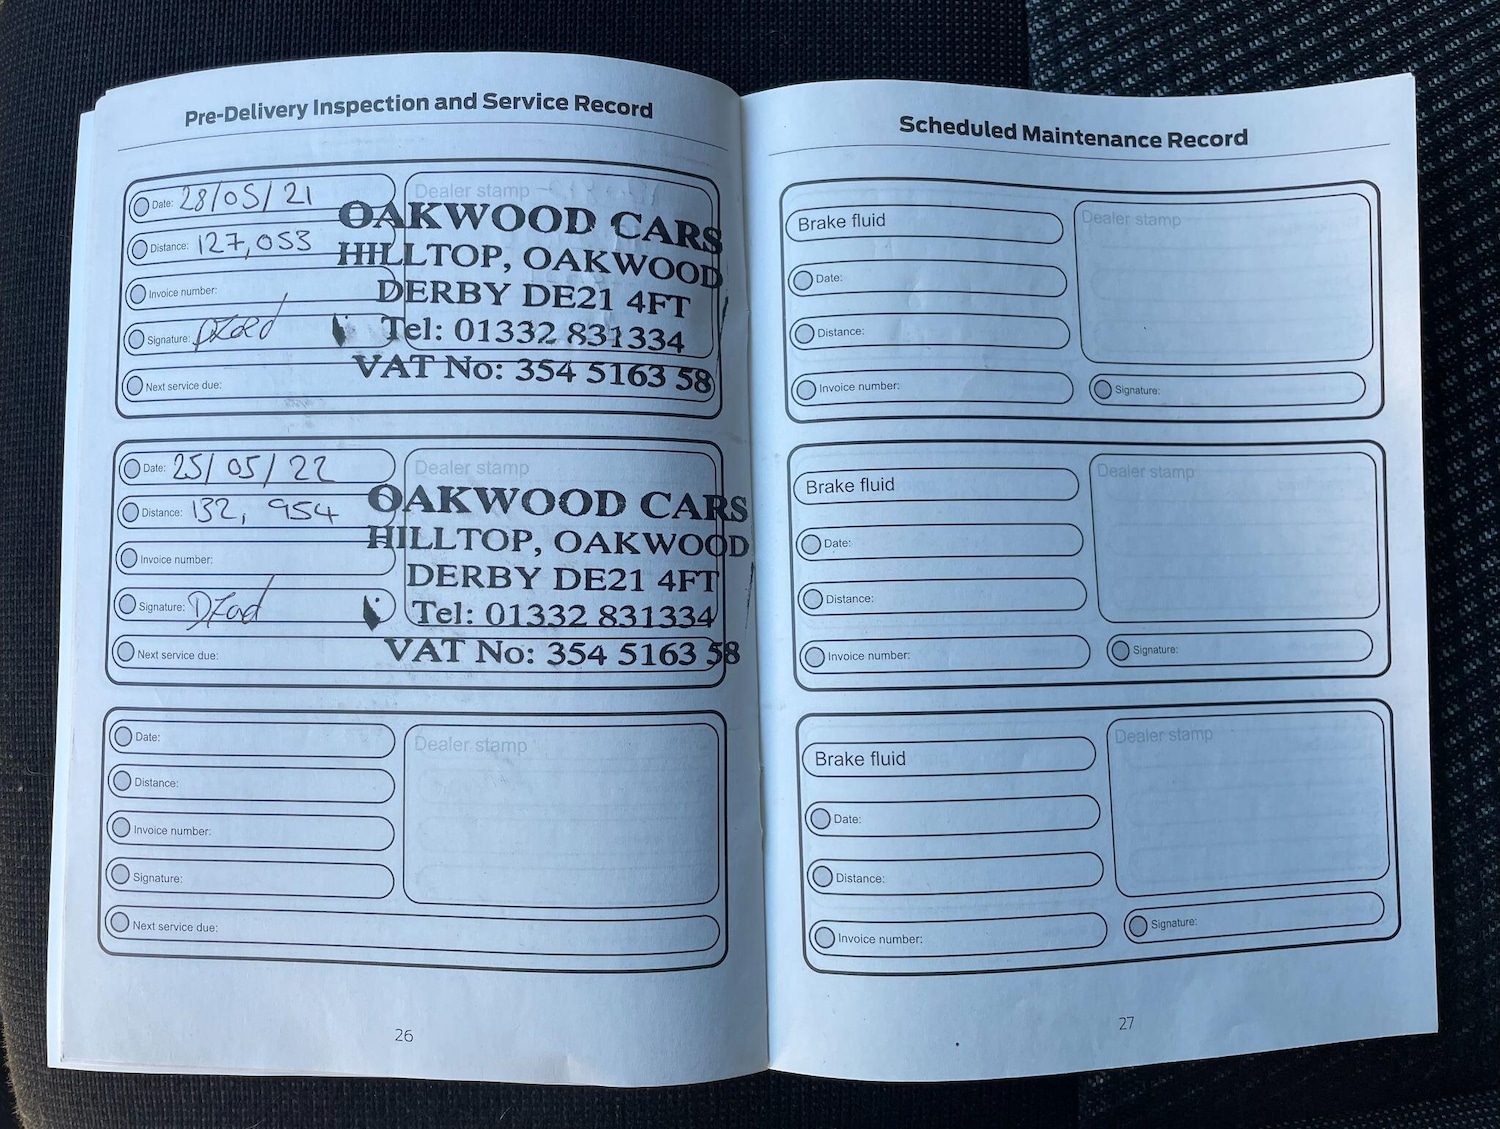 Pre-Delivery Inspection and Service Record
Date: 28/05/21
Distance: 127,053
Invoice number:
Signature:
Next service due:
Dealer stamp
OAKWOOD CARS
HILLTOP, OAKWOOD
DERBY DE21 4FT
Tel: 01332 831334
VAT No: 354 5163 58
Date: 25/05/22
Distance: 132, 954
Invoice number:
Signature:
Next service due:
Dealer stamp
OAKWOOD CARS
HILLTOP, OAKWOOD
DERBY DE21 4FT
Tel: 01332 831334
VAT No: 354 5163 58
Date:
Distance:
Invoice number:
Signature:
Next service due:
Dealer stamp
26
Scheduled Maintenance Record
Brake fluid
Date:
Distance:
Invoice number:
Dealer stamp
Signature:
Brake fluid
Date:
Distance:
Invoice number:
Dealer stamp
Signature:
Brake fluid
Date:
Distance:
Invoice number:
Dealer stamp
Signature:
27